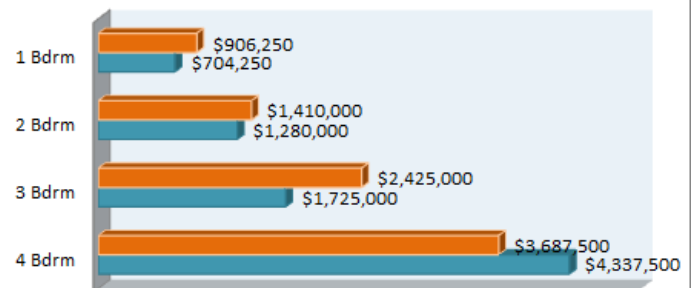 1 Bdrm
$906,250
$704,250
2 Bdrm
$1,410,000
$1,280,000
3 Bdrm
$2,425,000
$1,725,000
4 Bdrm
$3,687,500
$4,337,500